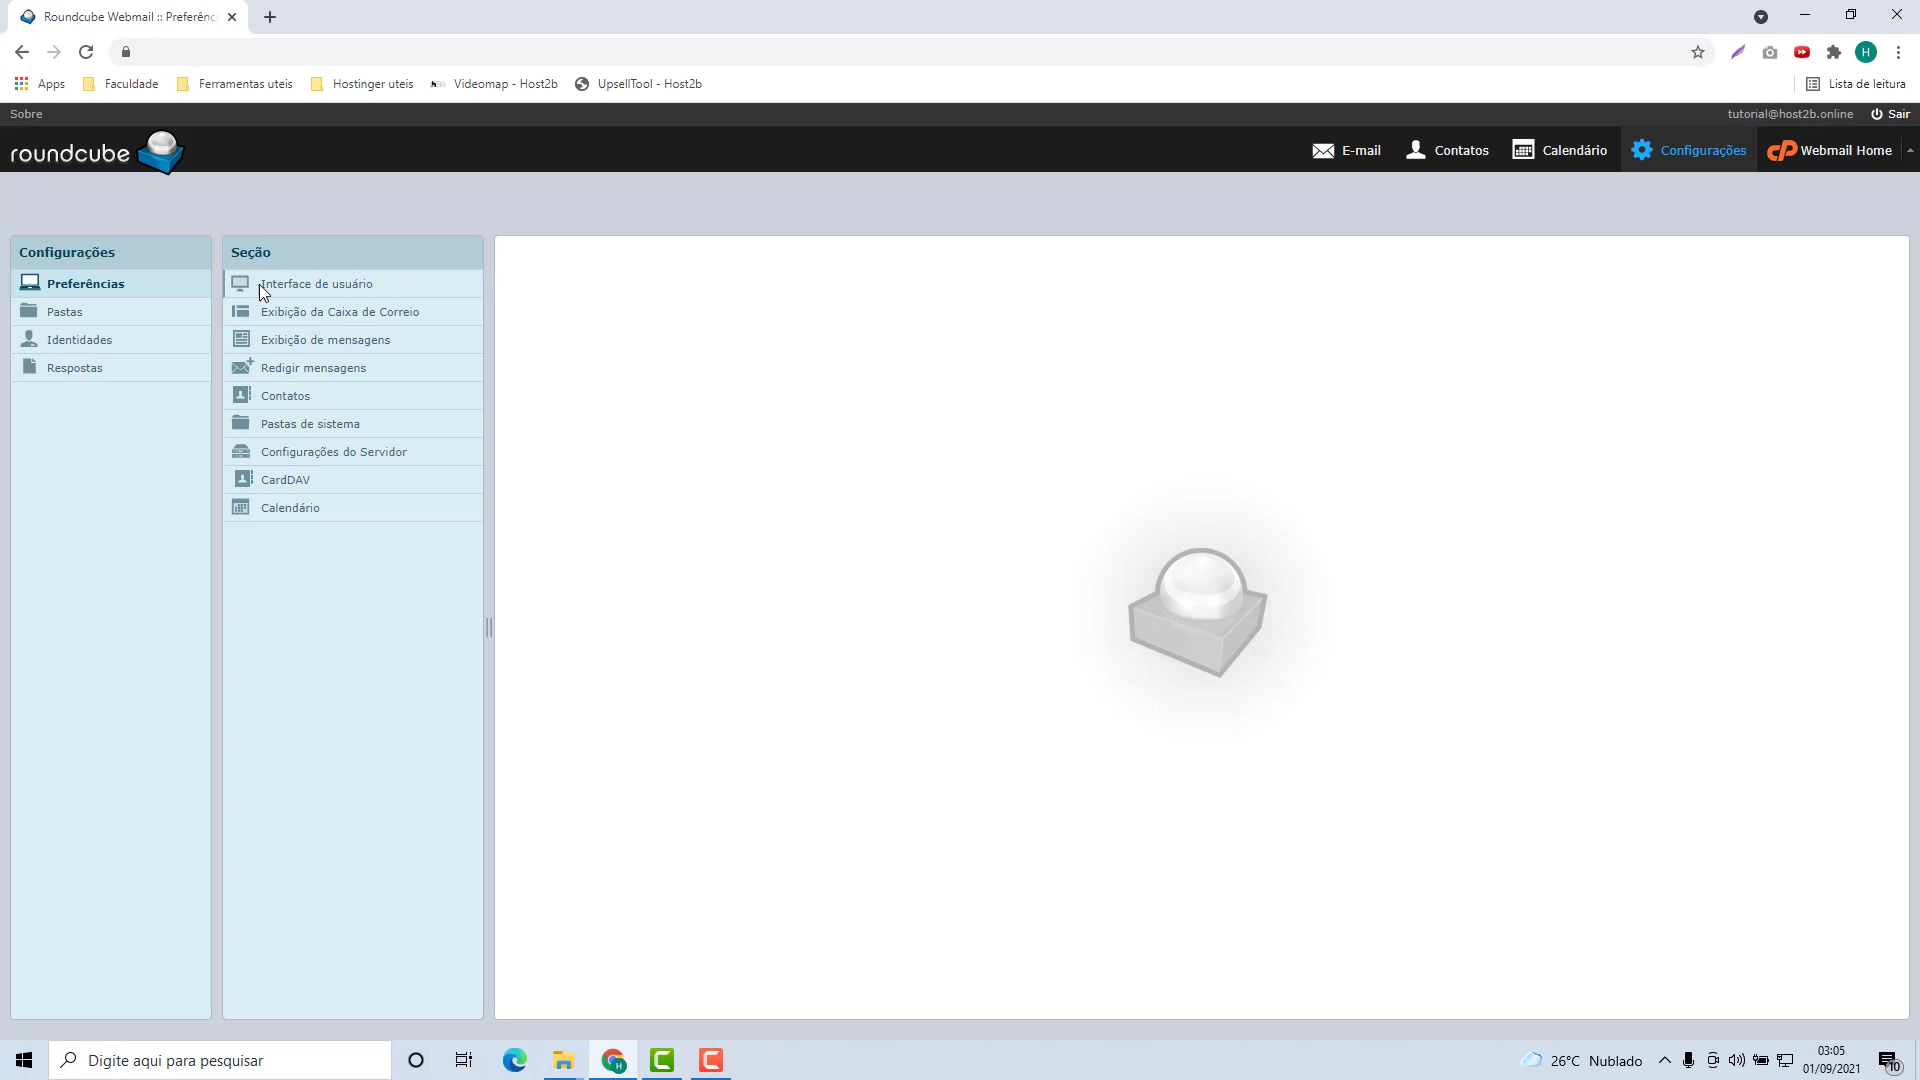 Roundcube Webmail :: Preferênc
Apps
Faculdade
Ferramentas uteis
Hostinger uteis
Videomap - Host2b
UpsellTool - Host2b
Lista de leitura
Sobre
tutorial@host2b.online
Sair
roundcube
E-mail
Contatos
Calendário
Configurações
cP Webmail Home
Configurações
Preferências
Pastas
Identidades
Respostas
Seção
Interface de usuário
Exibição da Caixa de Correio
Exibição de mensagens
Redigir mensagens
Contatos
Pastas de sistema
Configurações do Servidor
CardDAV
Calendário
Digite aqui para pesquisar
26°C Nublado
03:05
01/09/2021
10